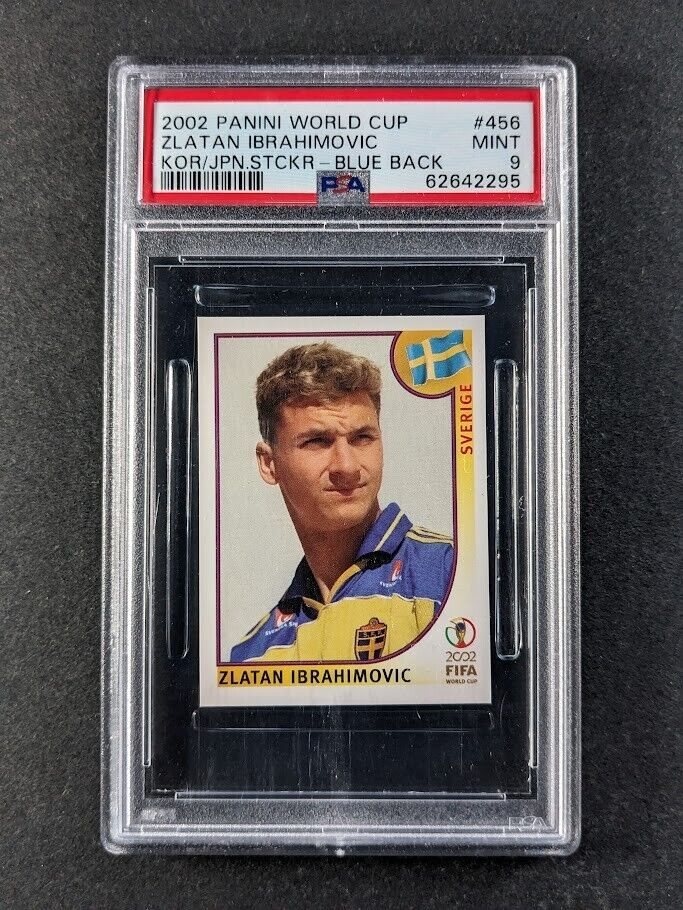 2002 PANINI WORLD CUP #456
ZLATAN IBRAHIMOVIC MINT
KOR/JPN.STCKR-BLUE BACK 9
PSA 62642295
SVERIGE
S.F.F.
2002
FIFA
WORLD CUP
ZLATAN IBRAHIMOVIC
PSA